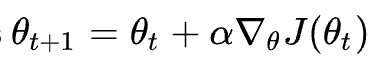 θ_{t+1} = θ_t + α∇_θ J(θ_t)